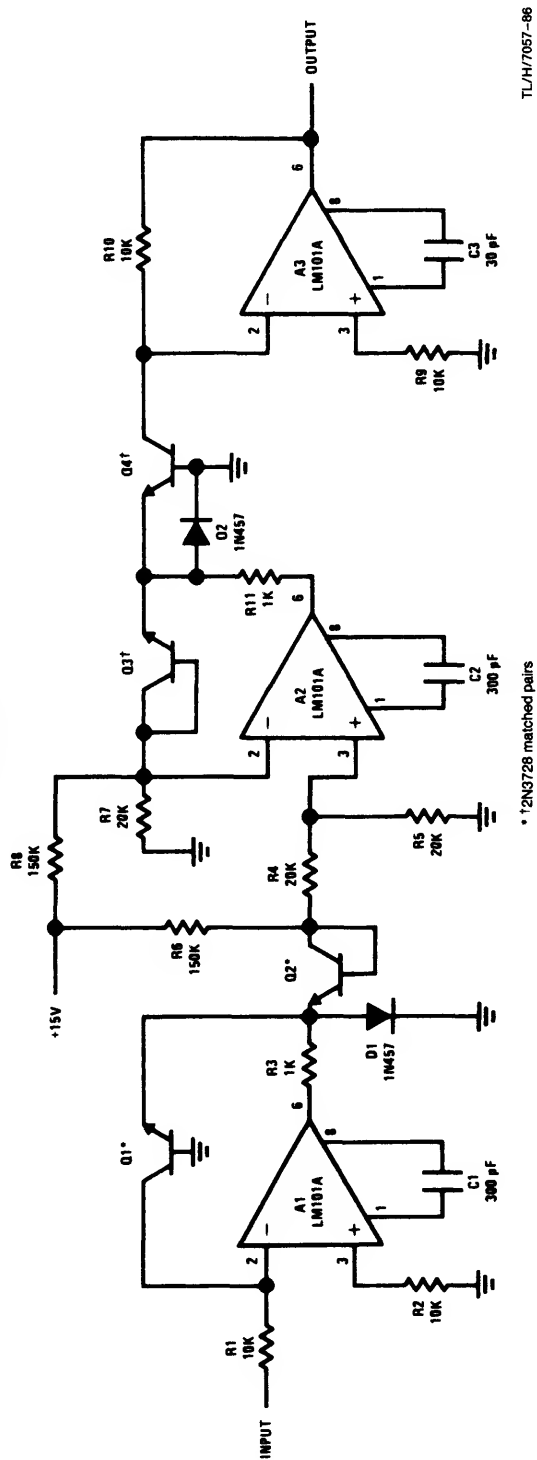 INPUT
R1
10K
Q1*
2
3
R2
10K
A1
LM101A
−
+
6
1
8
C1
300 pF
R3
1K
D1
1N457
Q2*
+15V
R6
150K
R4
20K
R5
20K
R8
150K
R7
20K
Q3†
2
3
A2
LM101A
−
+
6
1
8
C2
300 pF
R11
1K
D2
1N457
Q4†
2
3
R9
10K
A3
LM101A
−
+
6
1
8
C3
30 pF
R10
10K
OUTPUT
* †2N3728 matched pairs
TL/H/7057–86